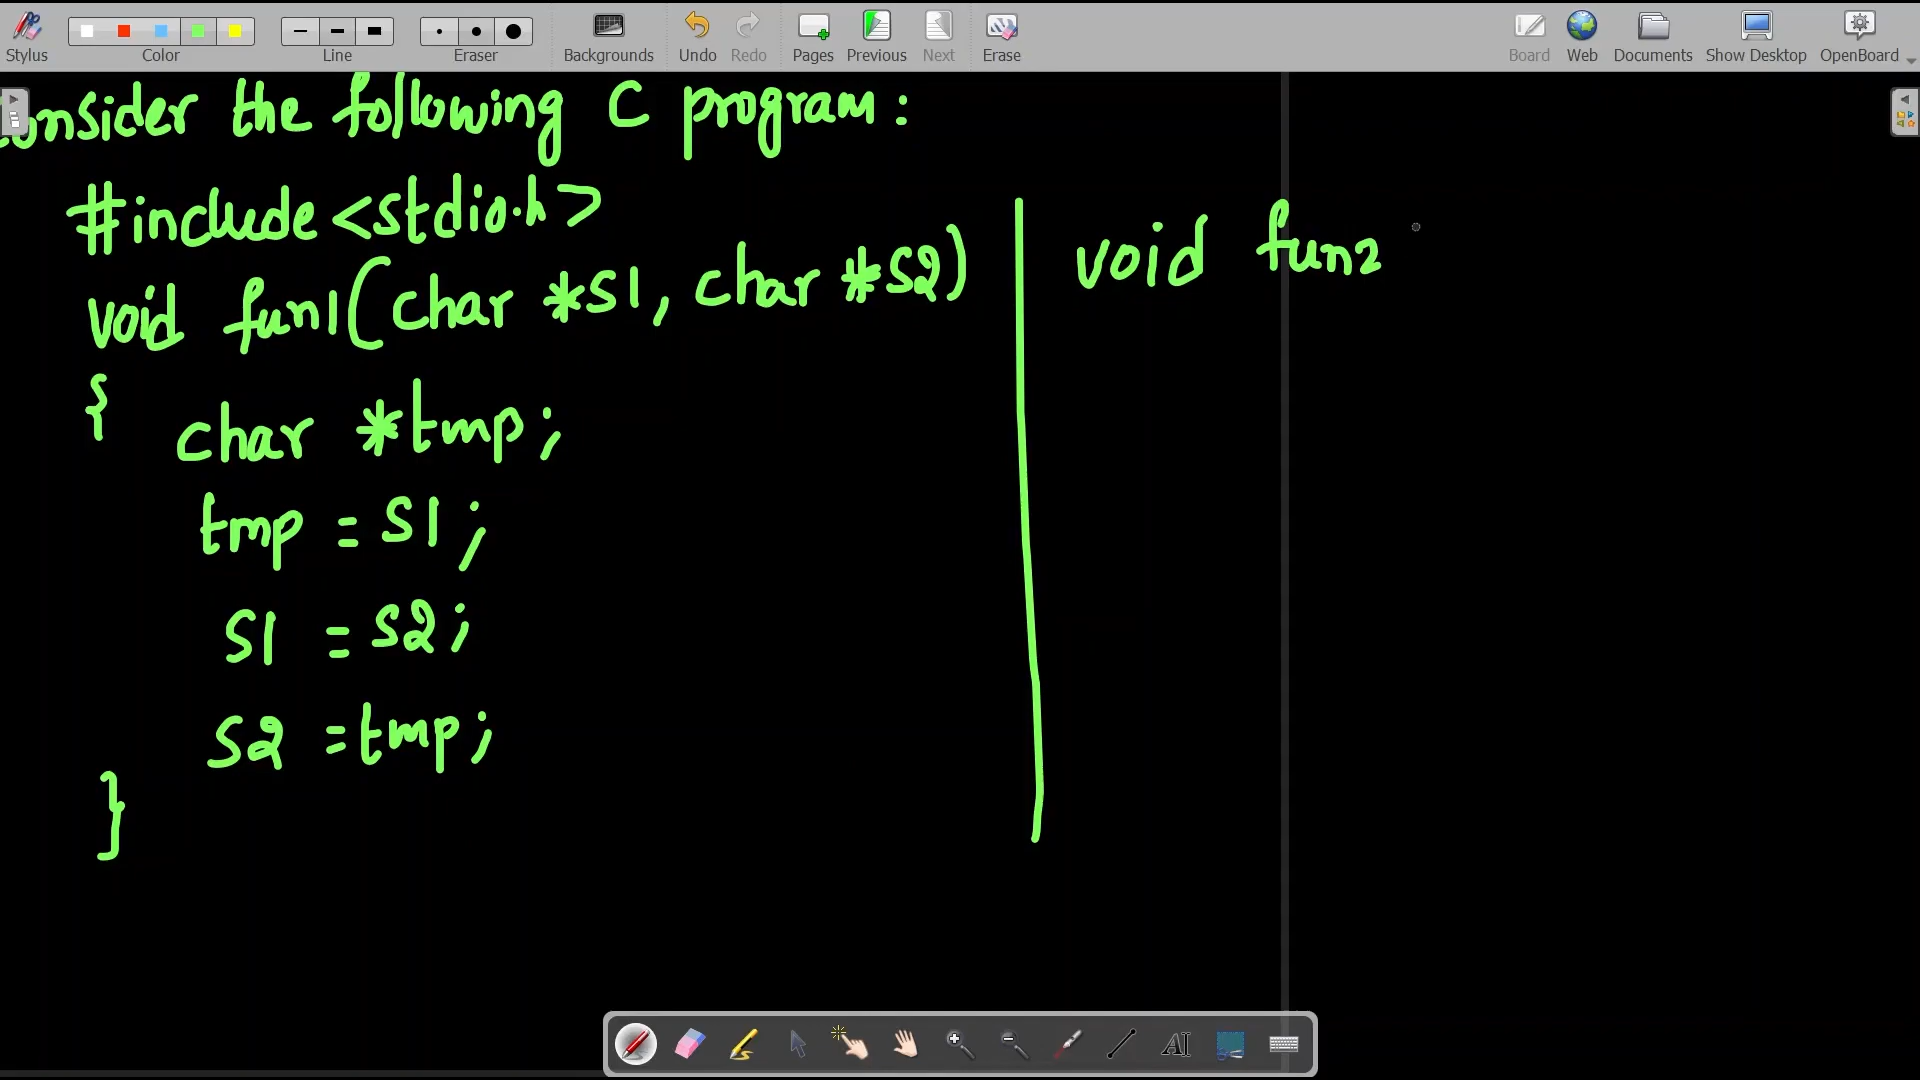 Stylus
Color
Line
Eraser
Backgrounds
Undo
Redo
Pages
Previous
Next
Erase
Board
Web
Documents
Show Desktop
OpenBoard
Consider the following C program:
#include<stdio.h>
void fun1(char *S1, char *S2)
{
char *tmp;
tmp = S1;
S1 = S2;
S2 = tmp;
}
void fun2
AI